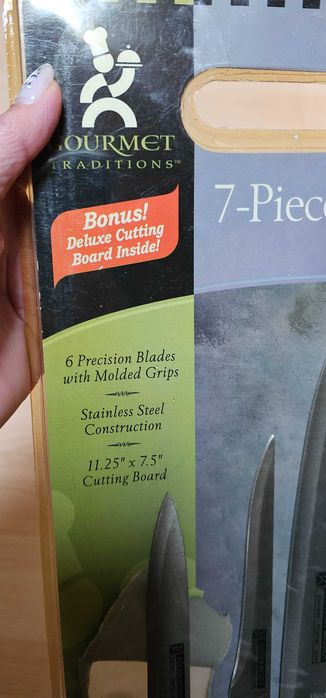 GOURMET
TRADITIONS™
7-Piec
Bonus!
Deluxe Cutting
Board Inside!
6 Precision Blades
with Molded Grips
Stainless Steel
Construction
11.25" x 7.5"
Cutting Board